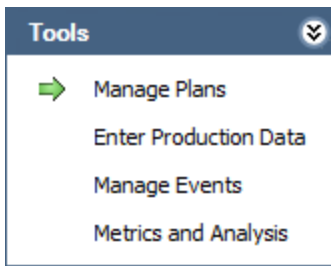 Tools
Manage Plans
Enter Production Data
Manage Events
Metrics and Analysis